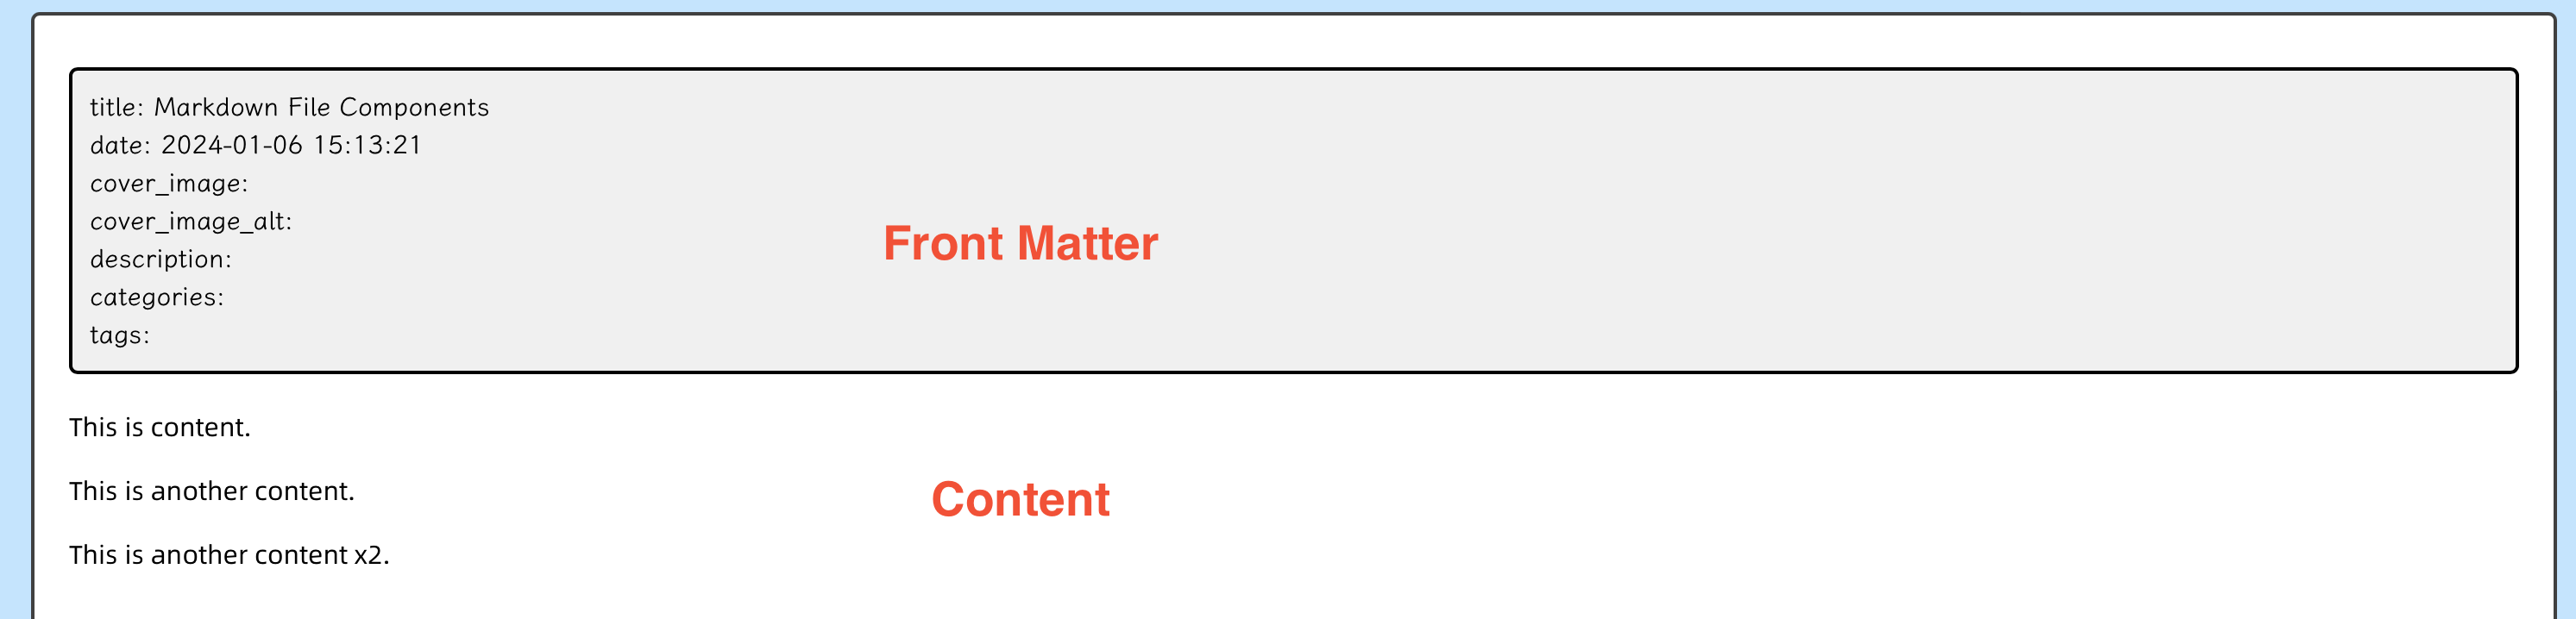 title: Markdown File Components
date: 2024-01-06 15:13:21
cover_image:
cover_image_alt:
description:
categories:
tags:
Front Matter
This is content.
This is another content.
Content
This is another content x2.